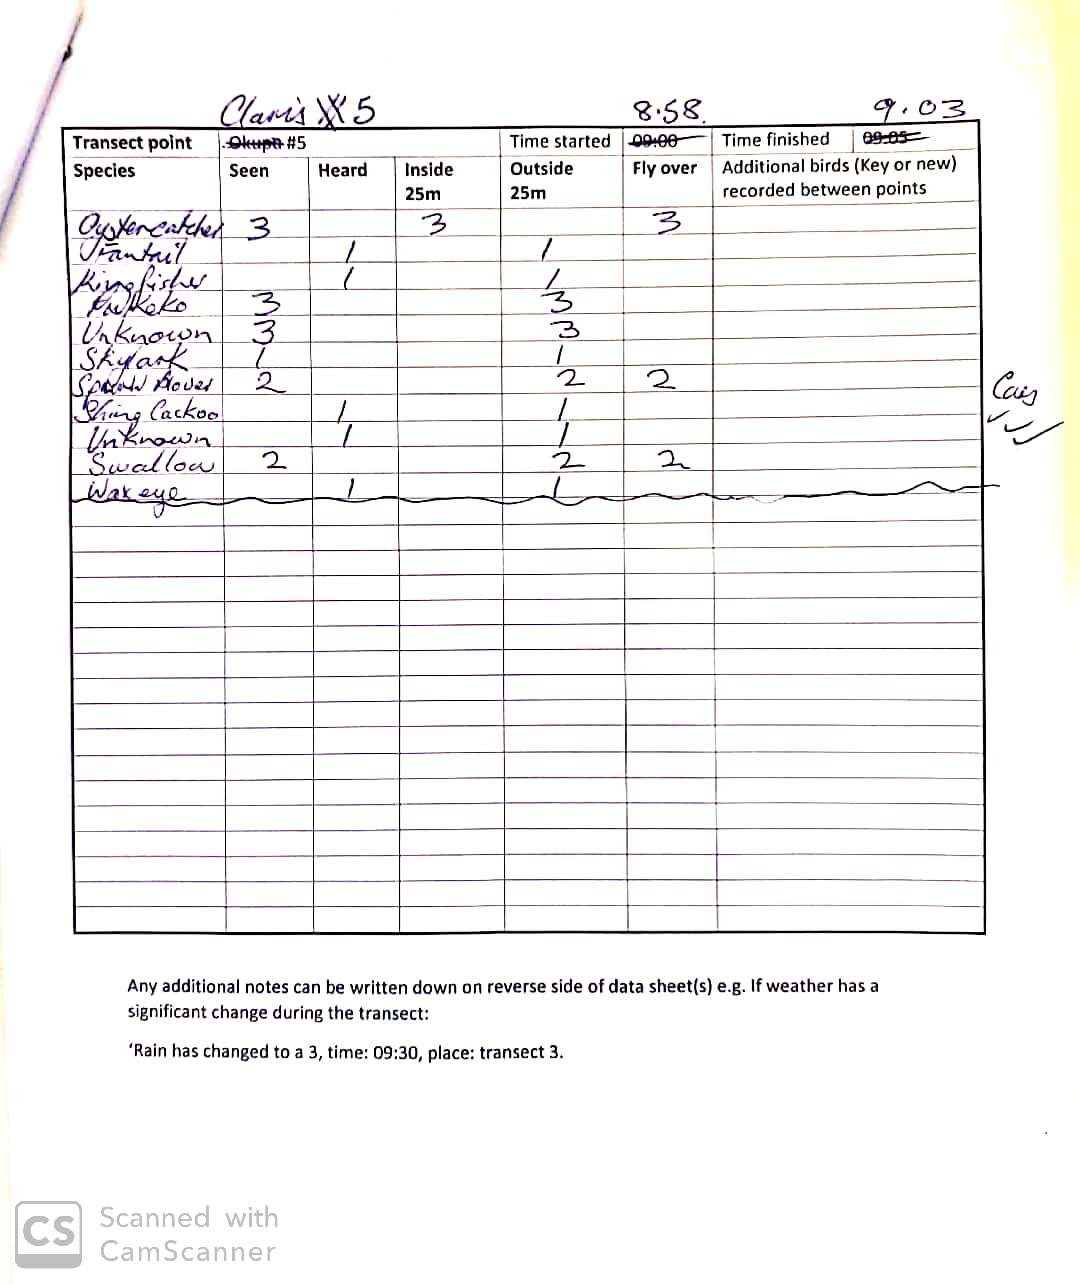 Claris #5 8.58. 9.03
Transect point Okupa #5 Time started 09:00 Time finished 09:05
Species Seen Heard Inside 25m Outside 25m Fly over Additional birds (Key or new) recorded between points
Oystercatcher 3 3 3
Fantail 1 1
Kingfisher 1 1
Pukeko 3 3
Unknown 3 3
Skylark 1 1
Plover 2 2 2
Shing Cackoo 1 1
Unknown 1 1
Swallow 2 2 2
Wax eye 1 1
Any additional notes can be written down on reverse side of data sheet(s) e.g. If weather has a
significant change during the transect:
‘Rain has changed to a 3, time: 09:30, place: transect 3.
CS Scanned with
CamScanner